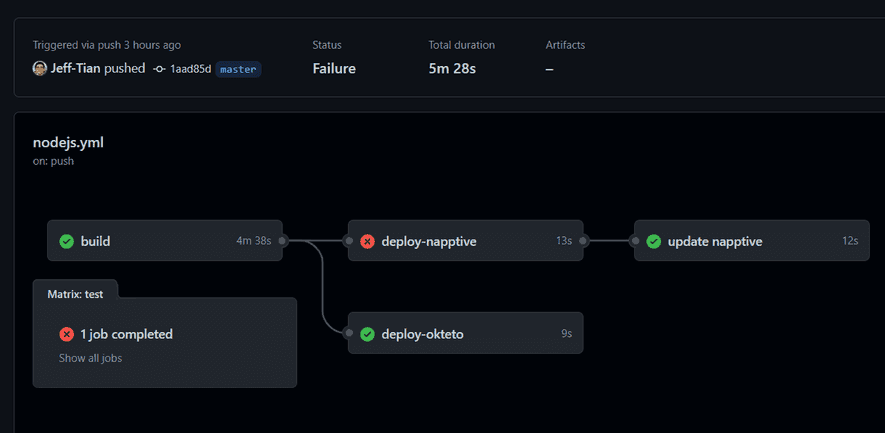 Triggered via push 3 hours ago
Jeff-Tian pushed 1aad85d master
Status
Failure
Total duration
5m 28s
Artifacts
–
nodejs.yml
on: push
build 4m 38s
deploy-napptive 13s
update napptive 12s
Matrix: test
1 job completed
Show all jobs
deploy-okteto 9s